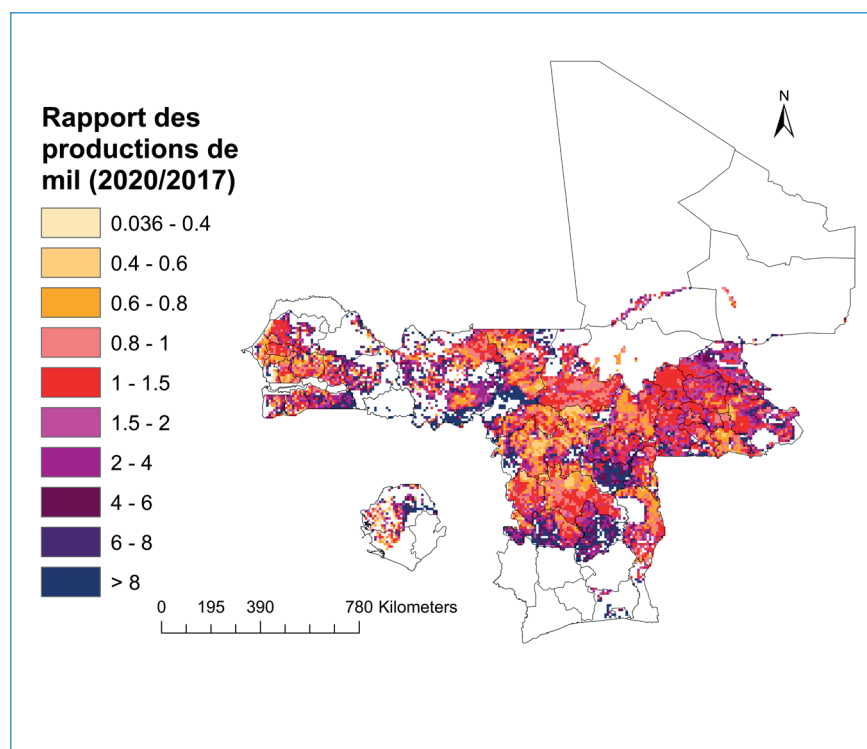 N
Rapport des
productions de
mil (2020/2017)
0.036 - 0.4
0.4 - 0.6
0.6 - 0.8
0.8 - 1
1 - 1.5
1.5 - 2
2 - 4
4 - 6
6 - 8
> 8
0 195 390 780 Kilometers